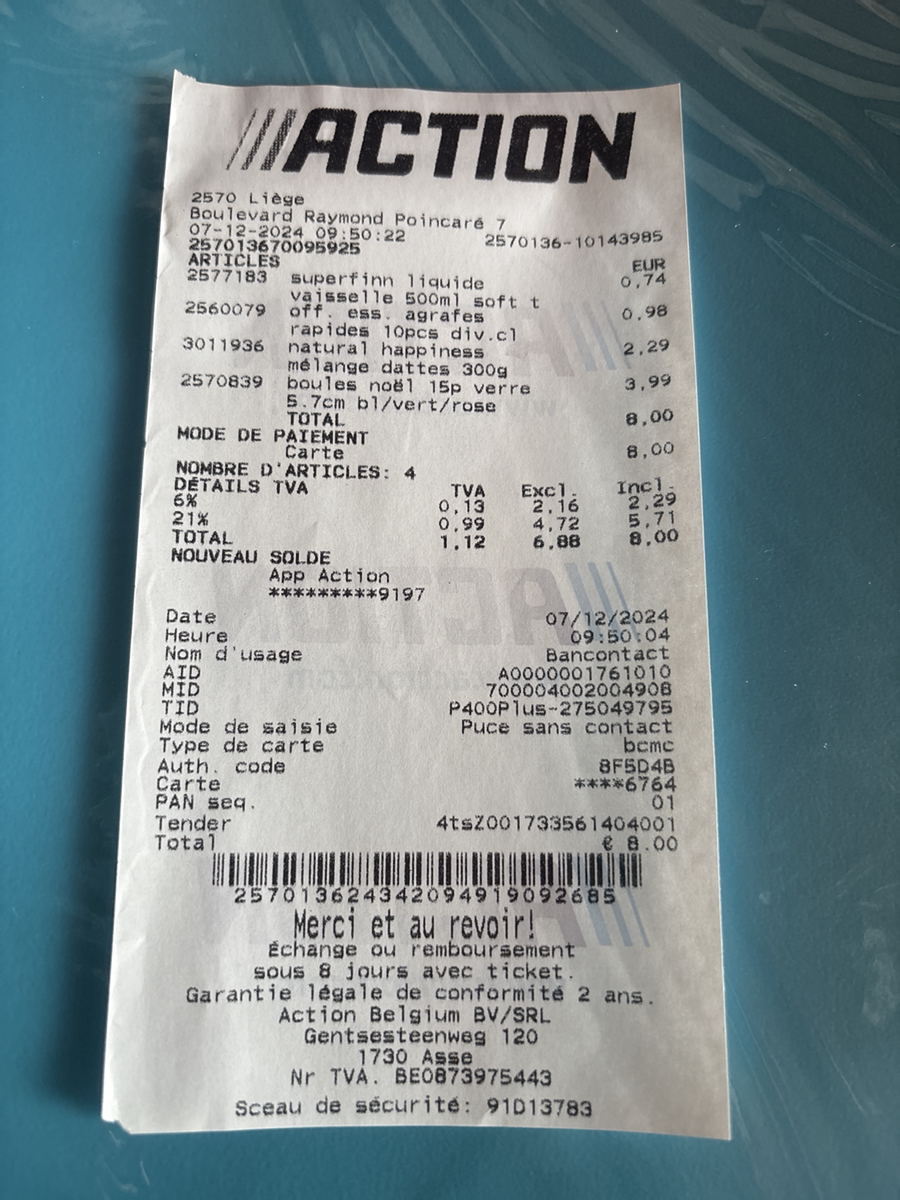 ///ACTION
2570 Liège
Boulevard Raymond Poincaré 7
07-12-2024 09:50:22 2570136-10143985
257013670095925
ARTICLES EUR
2577183 superfinn liquide 0,74
vaisselle 500ml soft t
2560079 off. ess. agrafes 0,98
rapides 10pcs div.cl
3011936 natural happiness 2,29
mélange dattes 300g
2570839 boules noël 15p verre 3,99
5.7cm bl/vert/rose
TOTAL 8,00
MODE DE PAIEMENT
Carte 8,00
NOMBRE D'ARTICLES: 4
DÉTAILS TVA TVA Excl. Incl.
6% 0,13 2,16 2,29
21% 0,99 4,72 5,71
TOTAL 1,12 6,88 8,00
NOUVEAU SOLDE
App Action
*********9197
Date 07/12/2024
Heure 09:50:04
Nom d'usage Bancontact
AID A0000001761010
MID 700004002004908
TID P400Plus-275049795
Mode de saisie Puce sans contact
Type de carte bcmc
Auth. code 8F5D4B
Carte ****6764
PAN seq. 01
Tender 4tsZ001733561404001
Total € 8.00
257013624342094919092685
Merci et au revoir!
Échange ou remboursement
sous 8 jours avec ticket.
Garantie légale de conformité 2 ans.
Action Belgium BV/SRL
Gentsesteenweg 120
1730 Asse
Nr TVA. BE0873975443
Sceau de sécurité: 91D13783